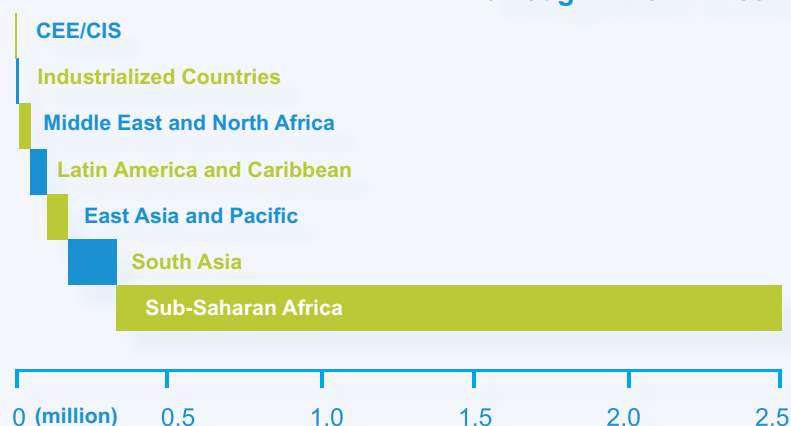 CEE/CIS
Industrialized Countries
Middle East and North Africa
Latin America and Caribbean
East Asia and Pacific
South Asia
Sub-Saharan Africa
0 (million) 0.5 1.0 1.5 2.0 2.5